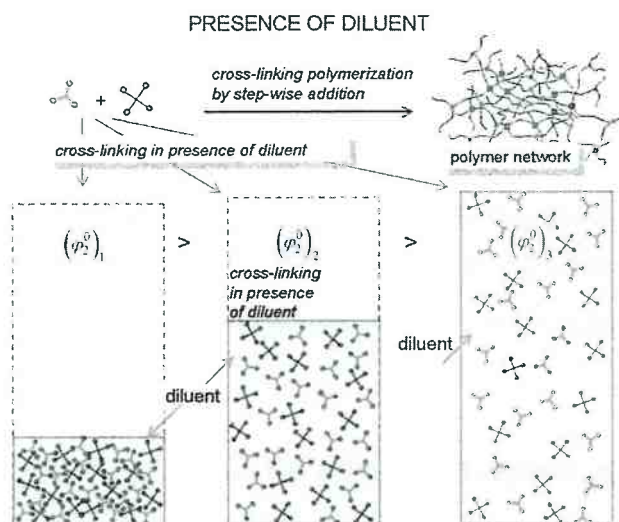 PRESENCE OF DILUENT
+
cross-linking polymerization
by step-wise addition
cross-linking in presence of diluent
polymer network
(φ₂⁰)₁ > (φ₂⁰)₂ > (φ₂⁰)₃
cross-linking
in presence
of diluent
diluent
diluent